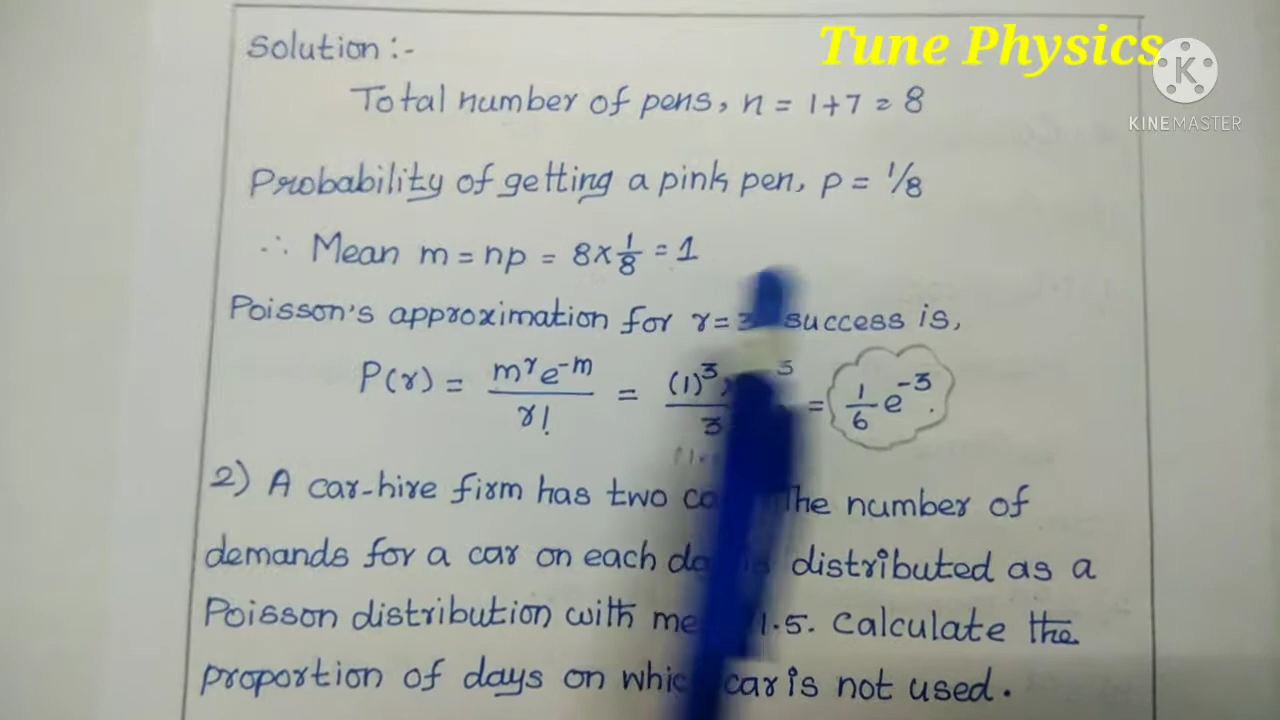 Tune Physics
K
KINEMASTER
Solution :-
Total number of pens, n = 1+7 = 8
Probability of getting a pink pen, p = 1/8
∴ Mean m = np = 8×1/8 = 1
Poisson's approximation for r=3 success is,
P(r) = m^r e^-m / r! = (1)^3 3 / 3 = 1/6 e^-3.
2) A car-hire firm has two The number of
demands for a car on each distributed as a
Poisson distribution with 1.5. Calculate the
proportion of days on car is not used.